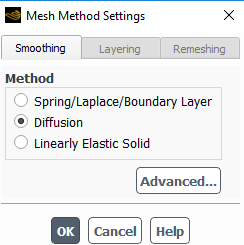 Mesh Method Settings
Smoothing Layering Remeshing
Method
Spring/Laplace/Boundary Layer
Diffusion
Linearly Elastic Solid
Advanced...
OK Cancel Help